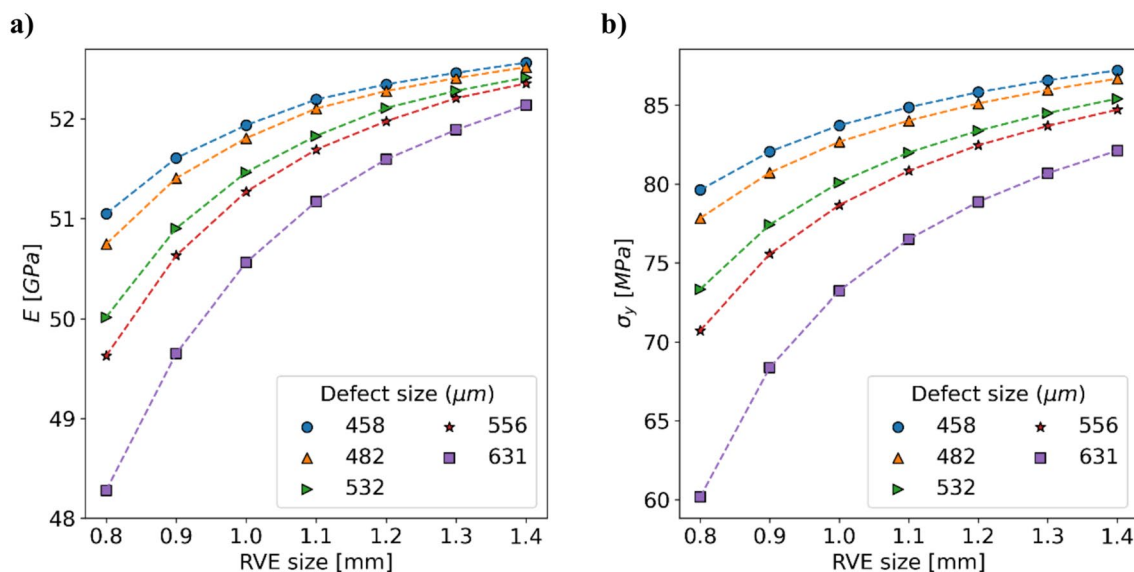 a)
E [GPa]
52
51
50
49
48
0.8 0.9 1.0 1.1 1.2 1.3 1.4
RVE size [mm]
Defect size (μm)
458 556
482 631
532
b)
σy [MPa]
85
80
75
70
65
60
0.8 0.9 1.0 1.1 1.2 1.3 1.4
RVE size [mm]
Defect size (μm)
458 556
482 631
532